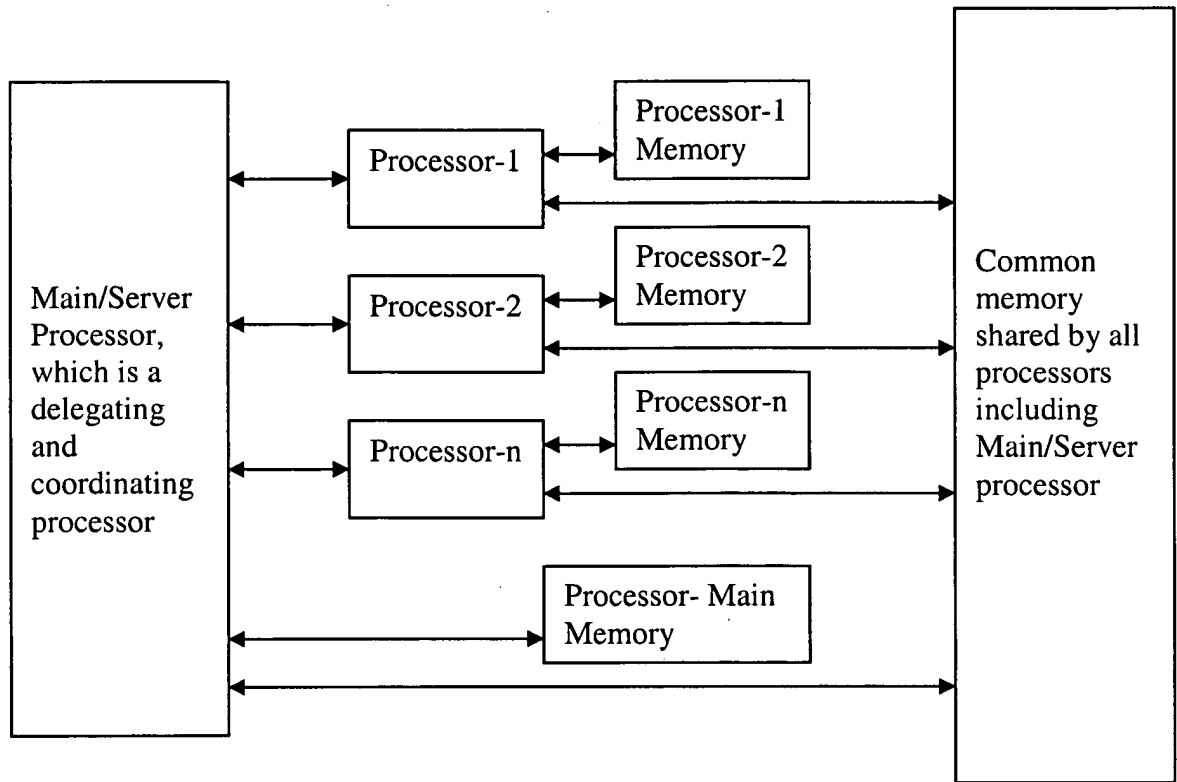 Main/Server
Processor,
which is a
delegating
and
coordinating
processor
Processor-1
Processor-1
Memory
Processor-2
Processor-2
Memory
Processor-n
Processor-n
Memory
Processor- Main
Memory
Common
memory
shared by all
processors
including
Main/Server
processor